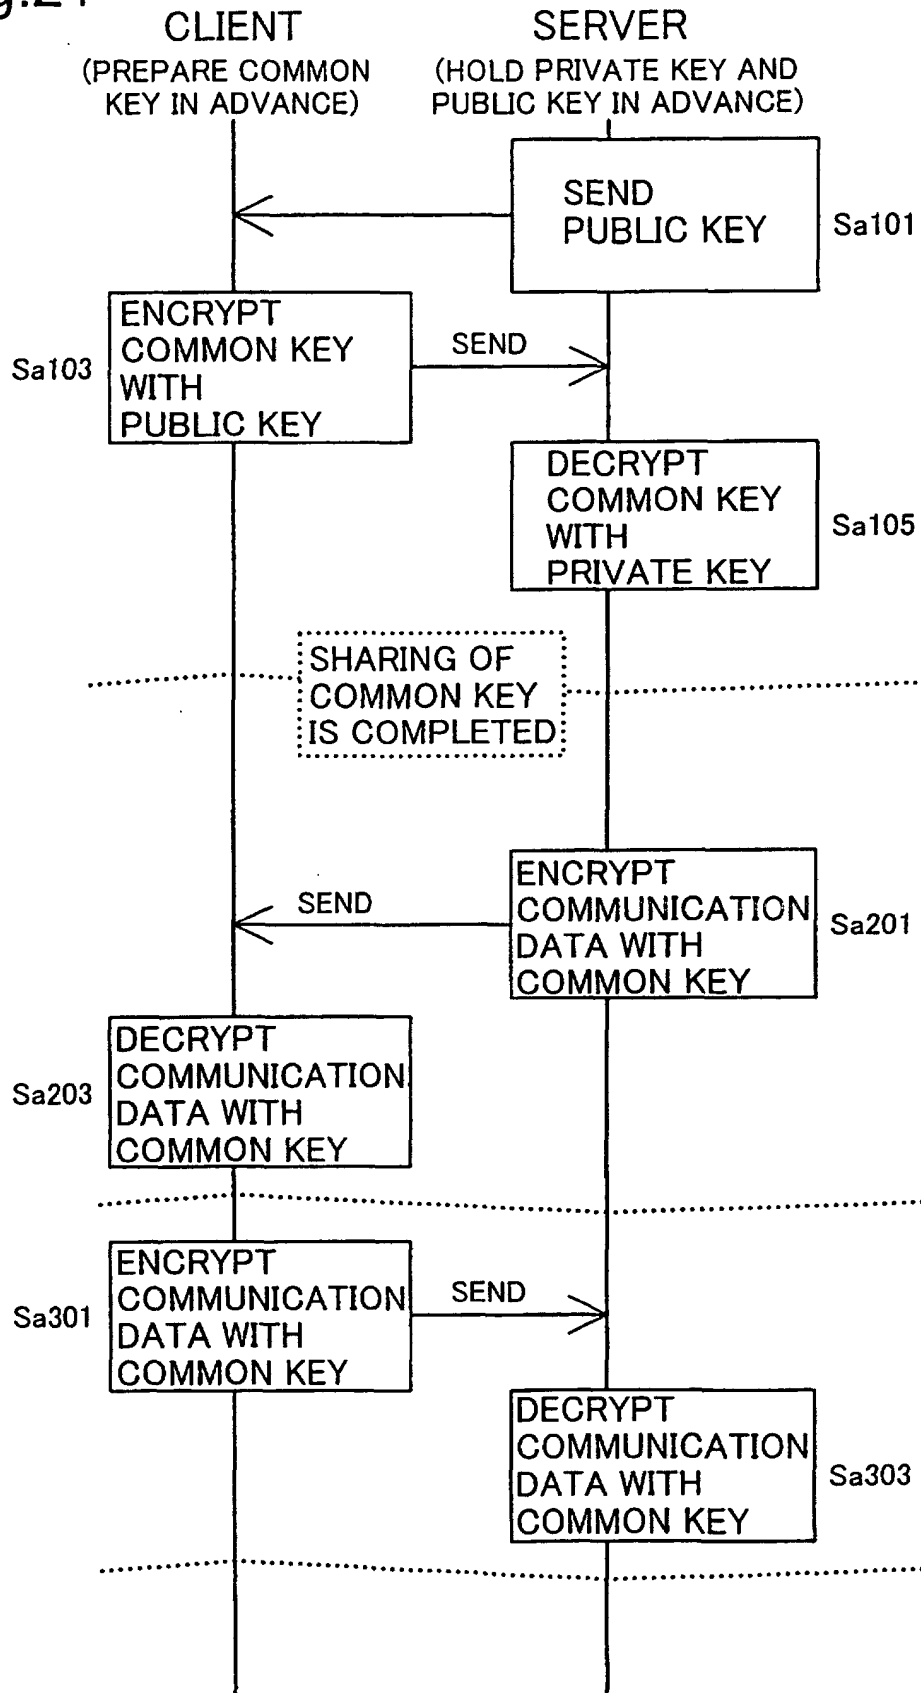 CLIENT
(PREPARE COMMON
KEY IN ADVANCE)
SERVER
(HOLD PRIVATE KEY AND
PUBLIC KEY IN ADVANCE)
SEND
PUBLIC KEY
Sa101
Sa103
ENCRYPT
COMMON KEY
WITH
PUBLIC KEY
SEND
DECRYPT
COMMON KEY
WITH
PRIVATE KEY
Sa105
SHARING OF
COMMON KEY
IS COMPLETED
ENCRYPT
COMMUNICATION
DATA WITH
COMMON KEY
Sa201
SEND
Sa203
DECRYPT
COMMUNICATION
DATA WITH
COMMON KEY
Sa301
ENCRYPT
COMMUNICATION
DATA WITH
COMMON KEY
SEND
DECRYPT
COMMUNICATION
DATA WITH
COMMON KEY
Sa303